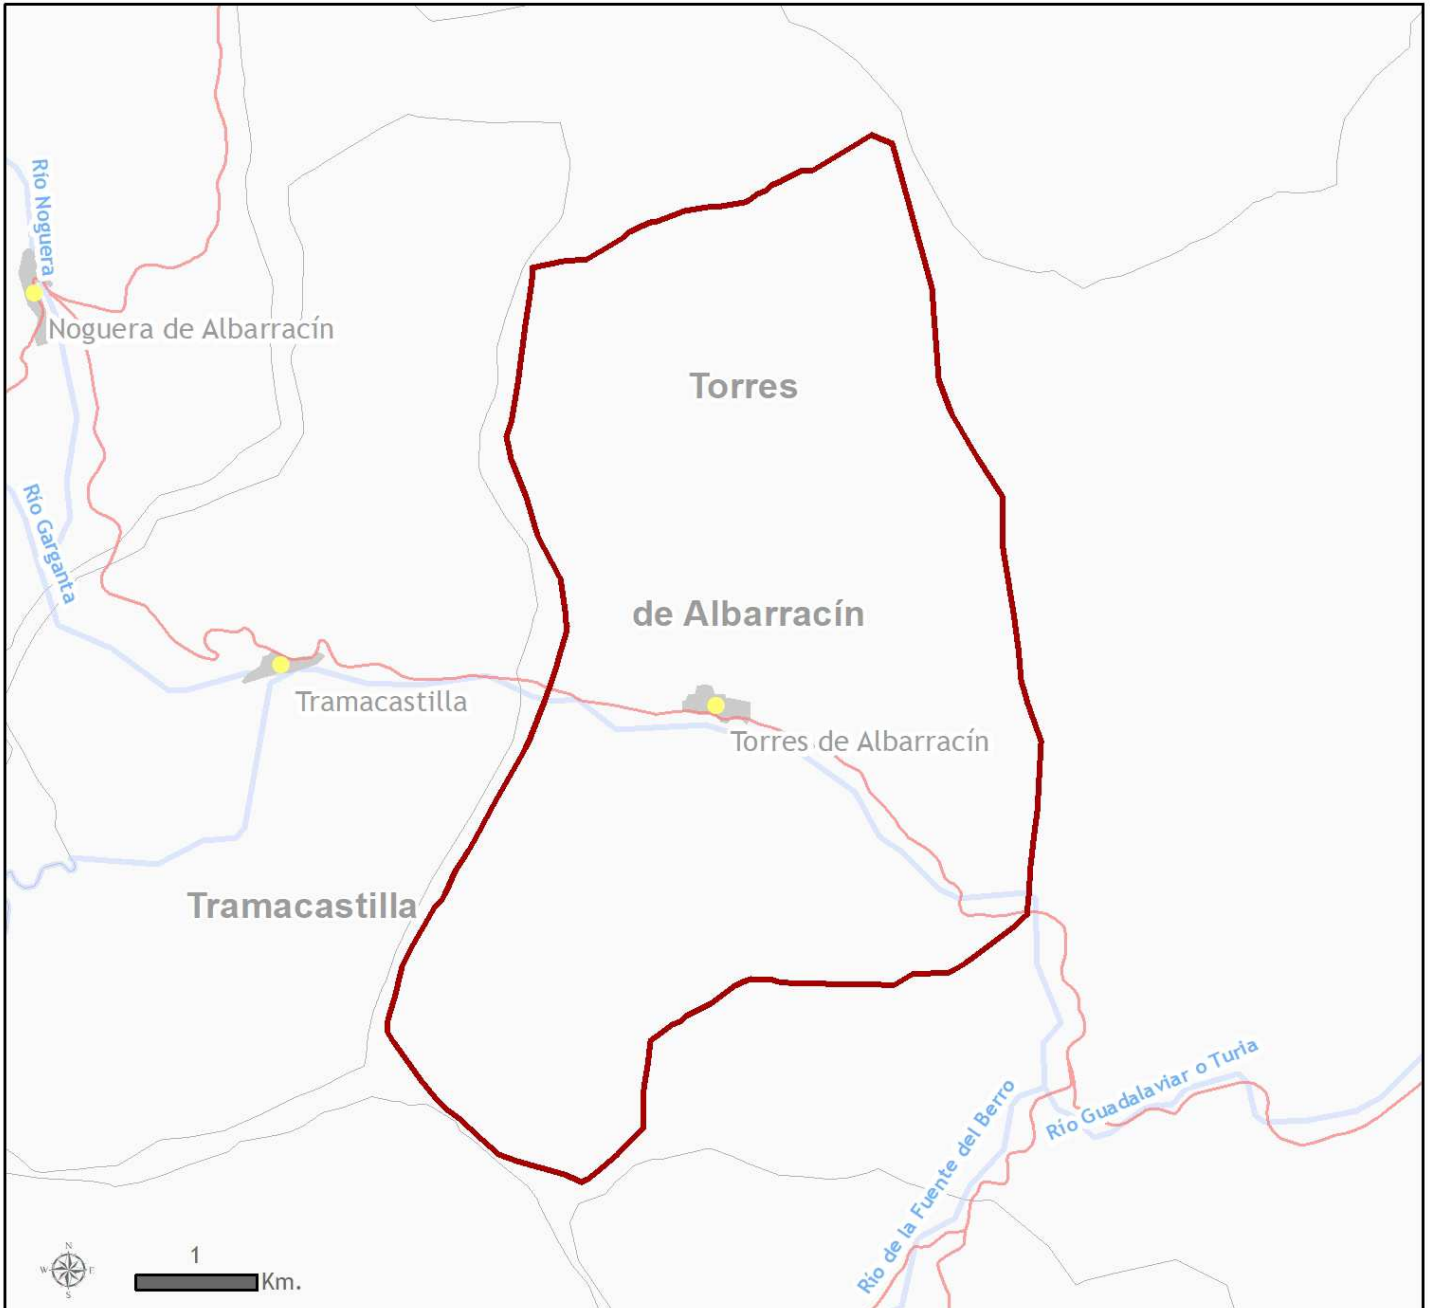 Río Noguera
Noguera de Albarracín
Torres
Río Garganta
de Albarracín
Tramacastilla
Torres de Albarracín
Tramacastilla
Río Guadalaviar o Turia
Río de la Fuente del Berro
N
W E
S
1
Km.